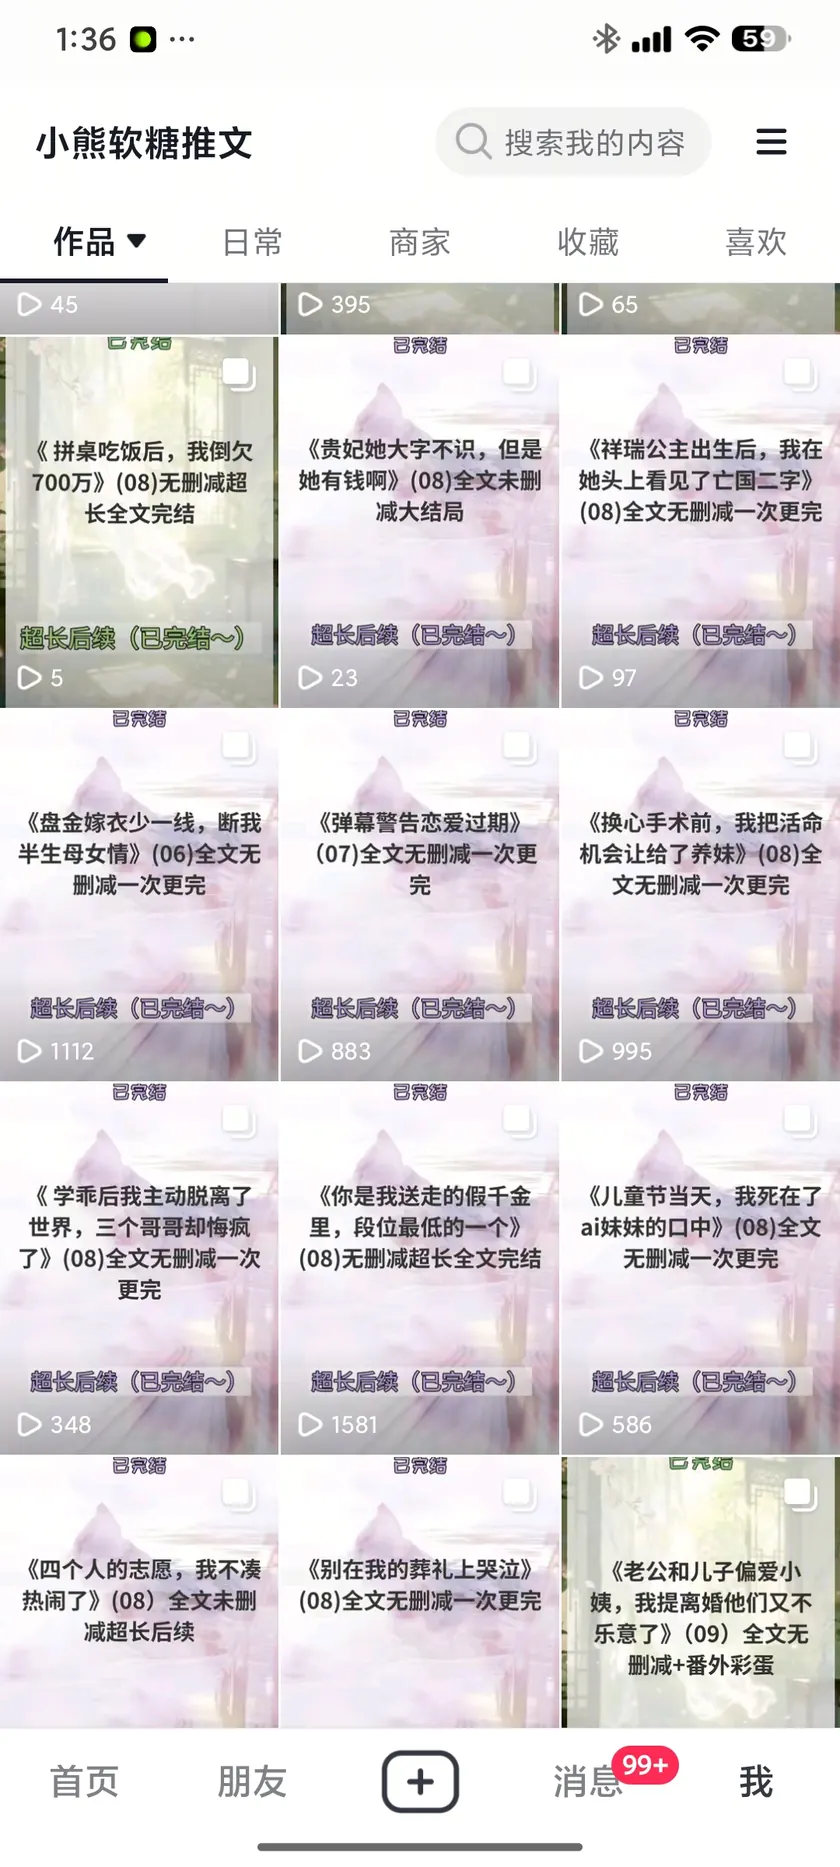 1:36 ··· 59
小熊软糖推文
搜索我的内容
作品 日常 商家 收藏 喜欢
45
395
65
已完结
《 拼桌吃饭后，我倒欠
700万》(08)无删减超
长全文完结
超长后续（已完结～）
5
已完结
《贵妃她大字不识，但是
她有钱啊》(08)全文未删
减大结局
超长后续（已完结～）
23
已完结
《祥瑞公主出生后，我在
她头上看见了亡国二字》
(08)全文无删减一次更完
超长后续（已完结～）
97
已完结
《盘金嫁衣少一线，断我
半生母女情》(06)全文无
删减一次更完
超长后续（已完结～）
1112
已完结
《弹幕警告恋爱过期》
（07)全文无删减一次更
完
超长后续（已完结～）
883
已完结
《换心手术前，我把活命
机会让给了养妹》(08)全
文无删减一次更完
超长后续（已完结～）
995
已完结
《 学乖后我主动脱离了
世界，三个哥哥却悔疯
了》(08)全文无删减一次
更完
超长后续（已完结～）
348
已完结
《你是我送走的假千金
里，段位最低的一个》
(08)无删减超长全文完结
超长后续（已完结～）
1581
已完结
《儿童节当天，我死在了
ai妹妹的口中》(08)全文
无删减一次更完
超长后续（已完结～）
586
已完结
《四个人的志愿，我不凑
热闹了》(08）全文未删
减超长后续
已完结
《别在我的葬礼上哭泣》
(08)全文无删减一次更完
已完结
《老公和儿子偏爱小
姨，我提离婚他们又不
乐意了》（09）全文无
删减+番外彩蛋
首页 朋友 消息 99+ 我